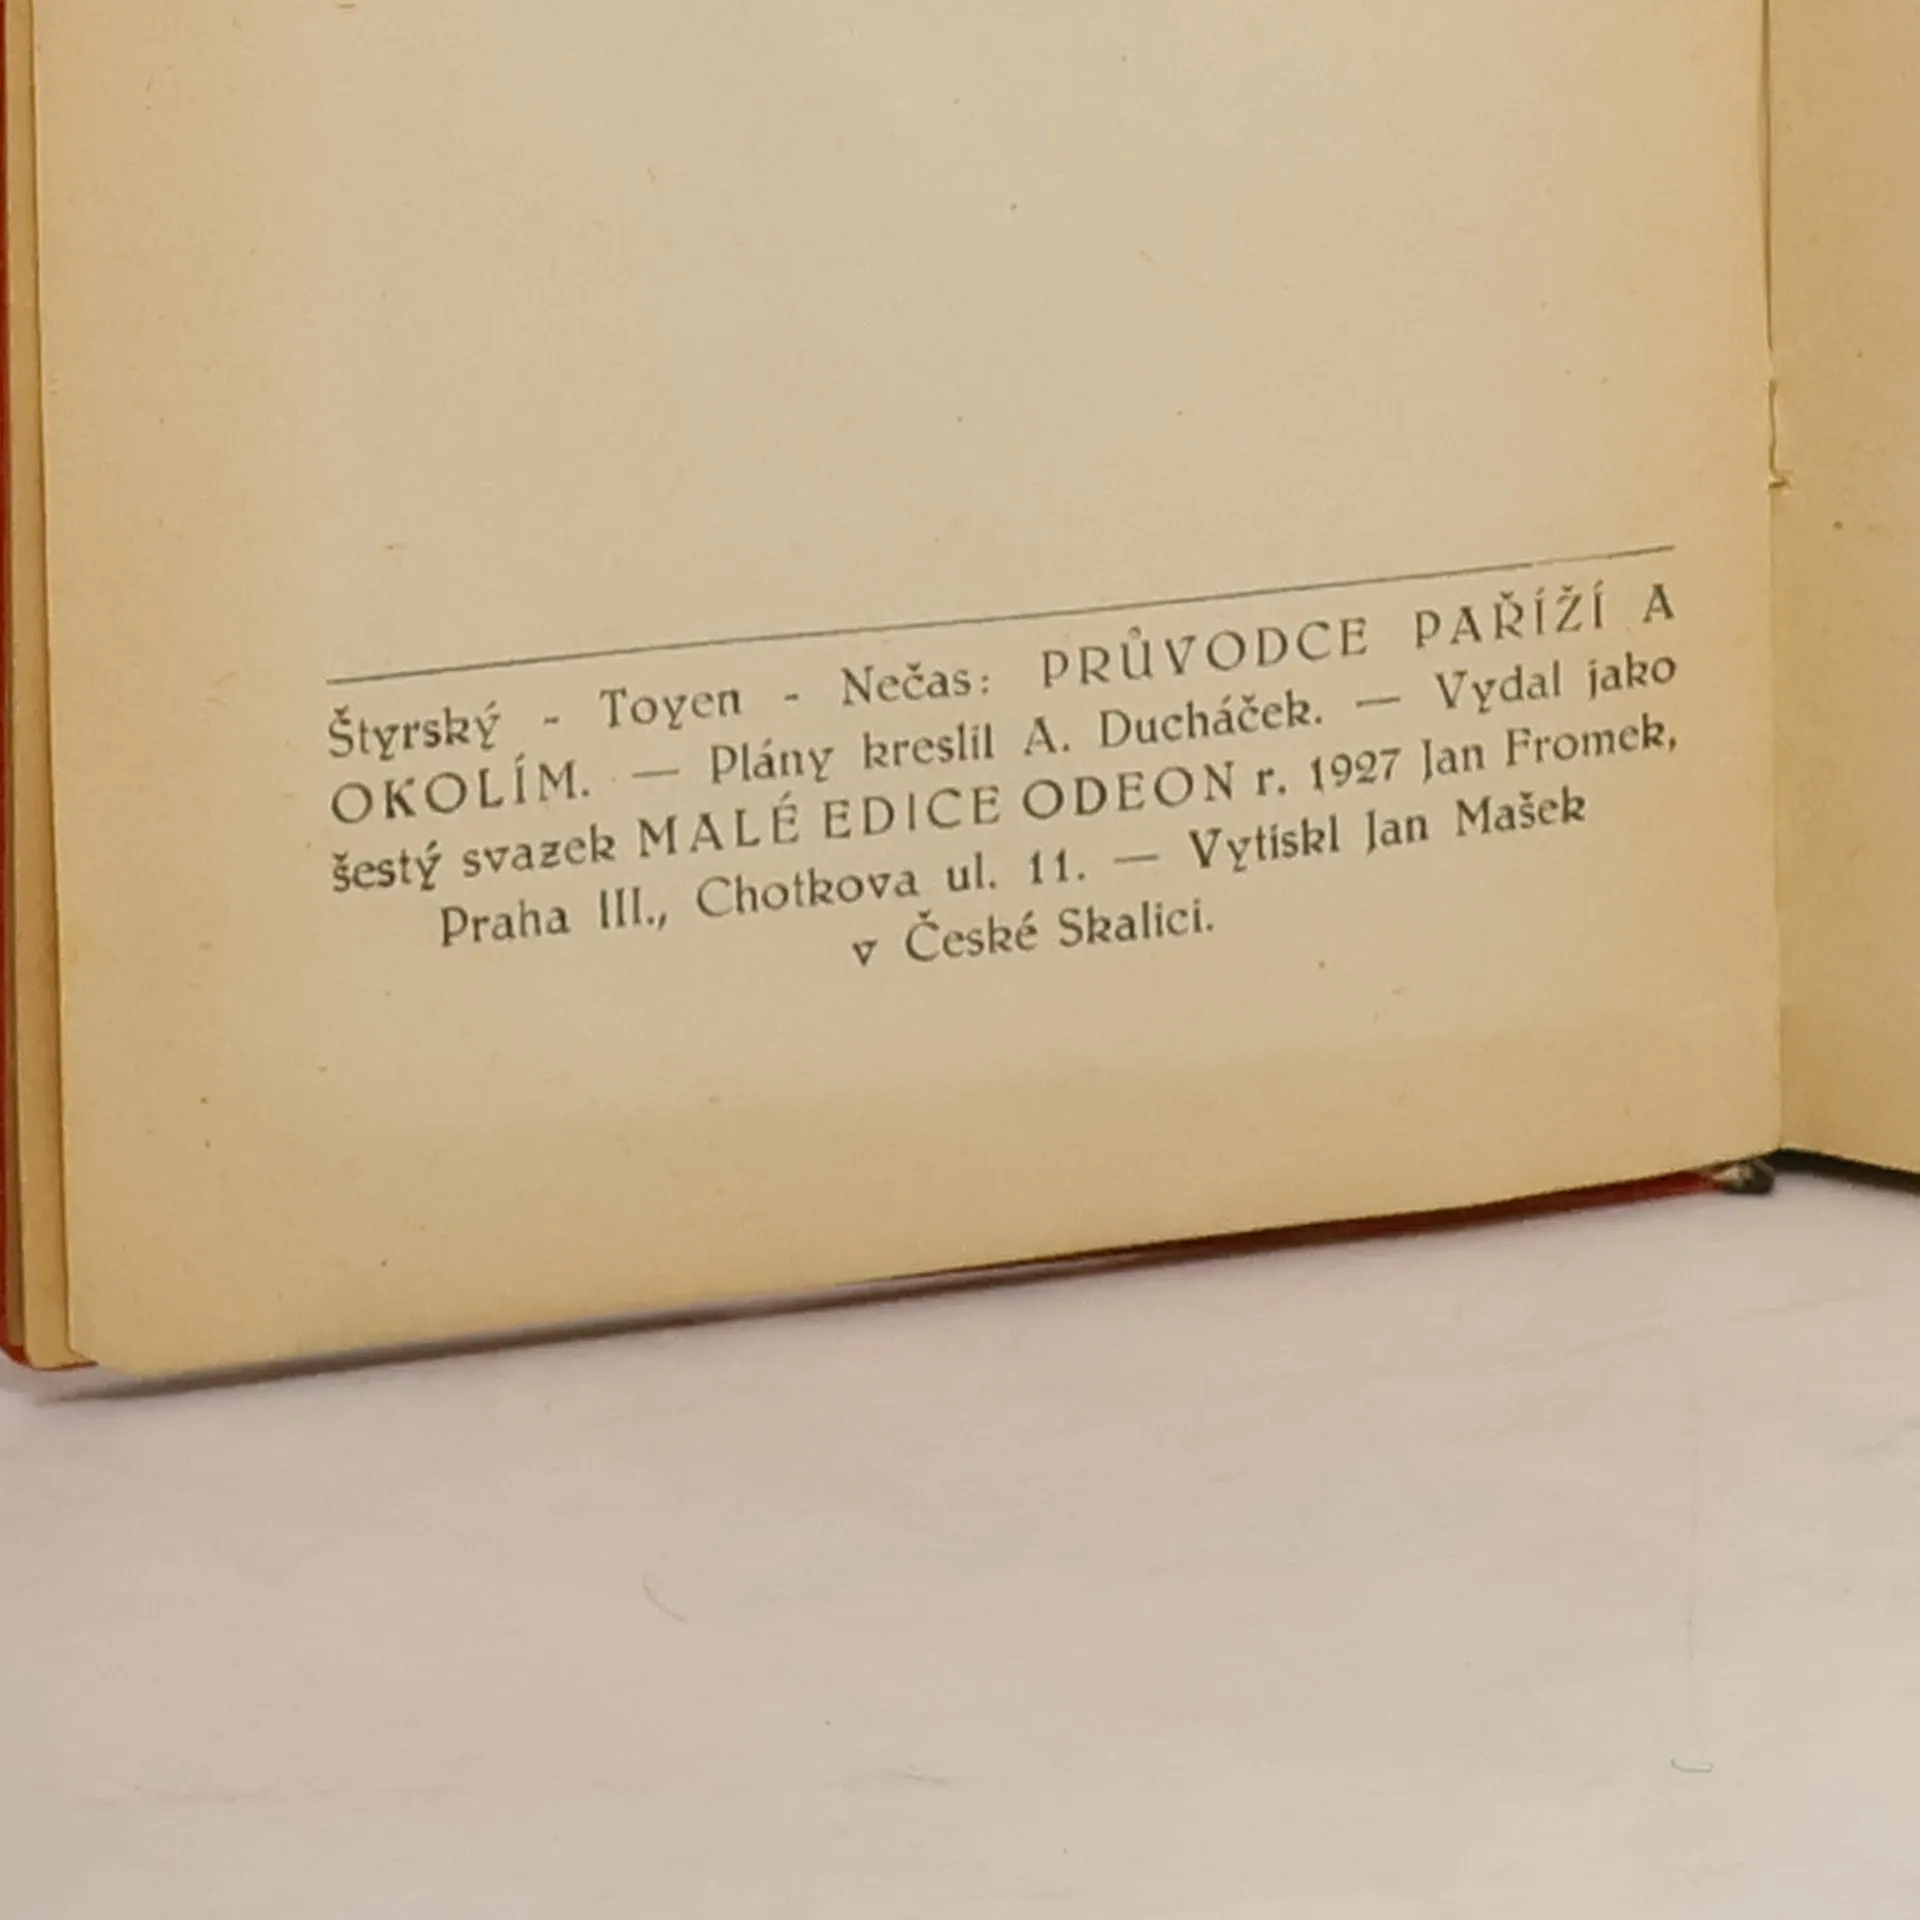 Štyrský - Toyen - Nečas: PRŮVODCE PAŘÍŽÍ A
OKOLÍM. — Plány kreslil A. Ducháček. — Vydal jako
šestý svazek MALÉ EDICE ODEON r. 1927 Jan Fromek,
Praha III., Chotkova ul. 11. — Vytiskl Jan Mašek
v České Skalici.